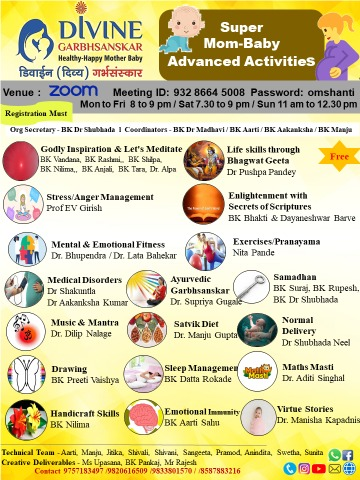 DIVINE
GARBHSANSKAR
Healthy-Happy Mother Baby
डिवाईन (दिव्य) गर्भसंस्कार
Super
Mom-Baby
Advanced Activities
Venue : zoom Meeting ID: 932 8664 5008 Password: omshanti
Mon to Fri 8 to 9 pm / Sat 7.30 to 9 pm / Sun 11 am to 12.30 pm
Registration Must
Org Secretary - BK Dr Shubhada I Coordinators - BK Dr Madhavi / BK Aarti / BK Aakanksha / BK Manju
Godly Inspiration & Let's Meditate
BK Vandana, BK Rashmi,, BK Shilpa,
BK Nilima,, BK Anjali, BK Tara, Dr. Alpa
Life skills through
Bhagwat Geeta
Dr Pushpa Pandey
Free
Stress/Anger Management
Prof EV Girish
Enlightenment with
Secrets of Scriptures
BK Bhakti & Dayaneshwar Barve
Mental & Emotional Fitness
Dr. Bhupendra / Dr. Lata Bahekar
Exercises/Pranayama
Nita Pande
Medical Disorders
Dr Shakuntla
Dr Aakanksha Kumar
Ayurvedic
Garbhsanskar
Dr. Supriya Gugale
Samadhan
BK Suraj, BK Rupesh,
BK Dr Shubhada
Music & Mantra
Dr. Dilip Nalage
Satvik Diet
Dr. Manju Gupta
Normal
Delivery
Dr Shubhada Neel
Drawing
BK Preeti Vaishya
Sleep Management
BK Datta Rokade
Maths Masti
Dr. Aditi Singhal
Handicraft Skills
BK Nilima
Emotional Immunity
BK Aarti Sahu
Virtue Stories
Dr. Manisha Kapadnis
Technical Team - Aarti, Manju, Jitika, Shivali, Shivani, Sangeeta, Pramod, Anindita, Swetha, Sunita
Creative Deliverables - Ms Upasana, BK Pankaj, Mr Rajesh
Contact 9757183497 /9820616509 /9833801570 / /8587883216